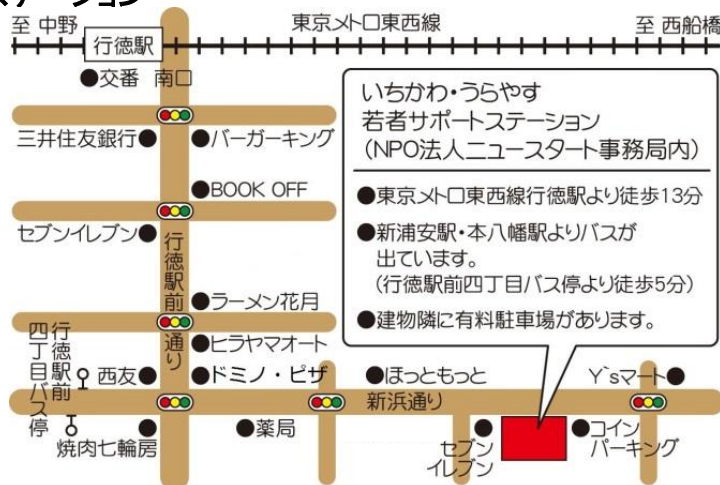 ステーション
至 中野
東京メトロ東西線
至 西船橋
行徳駅
●交番 南口
三井住友銀行●
●バーガーキング
●BOOK OFF
セブンイレブン●
行徳駅前通り
●ラーメン花月
●ヒラヤマオート
行徳駅前
四丁目バス停
西友●
●ドミノ・ピザ
●ほっともっと
Y`sマート●
新浜通り
焼肉七輪房
●薬局
セブン
イレブン
●コイン
パーキング
いちかわ・うらやす
若者サポートステーション
(NPO法人ニュースタート事務局内)
●東京メトロ東西線行徳駅より徒歩13分
●新浦安駅・本八幡駅よりバスが
出ています。
(行徳駅前四丁目バス停より徒歩5分)
●建物隣に有料駐車場があります。